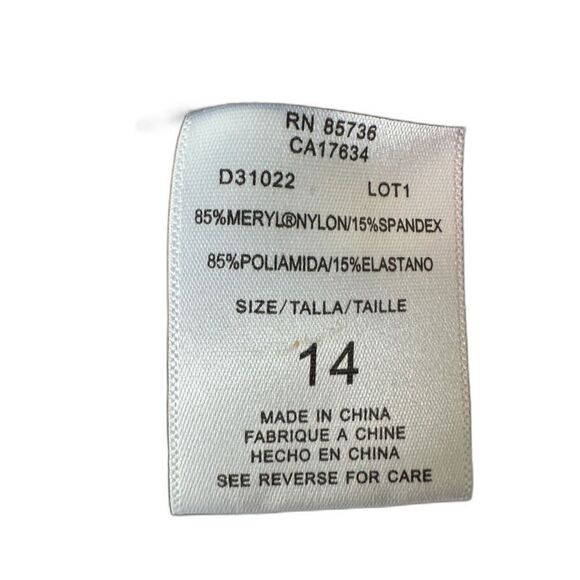 RN 85736
CA17634
D31022 LOT1
85%MERYL®NYLON/15%SPANDEX
85%POLIAMIDA/15%ELASTANO
SIZE/TALLA/TAILLE
14
MADE IN CHINA
FABRIQUE A CHINE
HECHO EN CHINA
SEE REVERSE FOR CARE